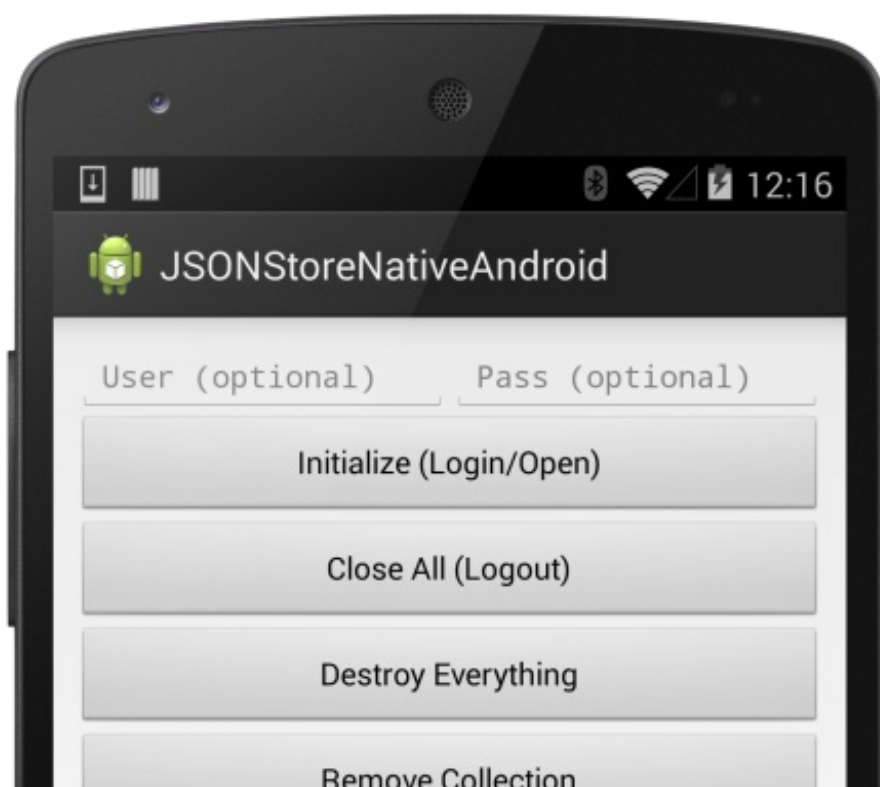 12:16
JSONStoreNativeAndroid
User (optional) Pass (optional)
Initialize (Login/Open)
Close All (Logout)
Destroy Everything
Remove Collection